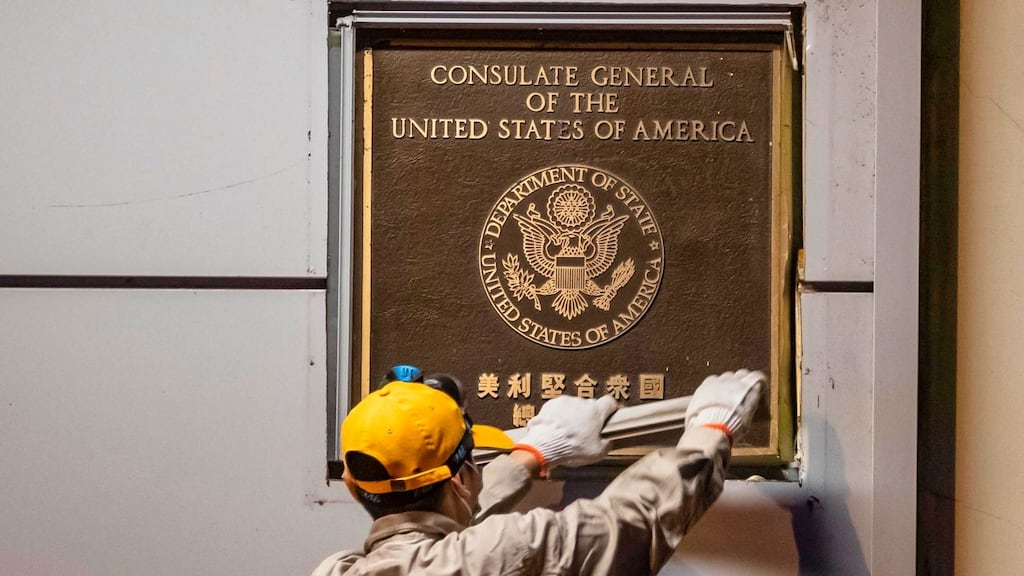 CONSULATE GENERAL
OF THE
UNITED STATES OF AMERICA
DEPARTMENT OF STATE
UNITED STATES OF AMERICA
美利堅合衆國
總